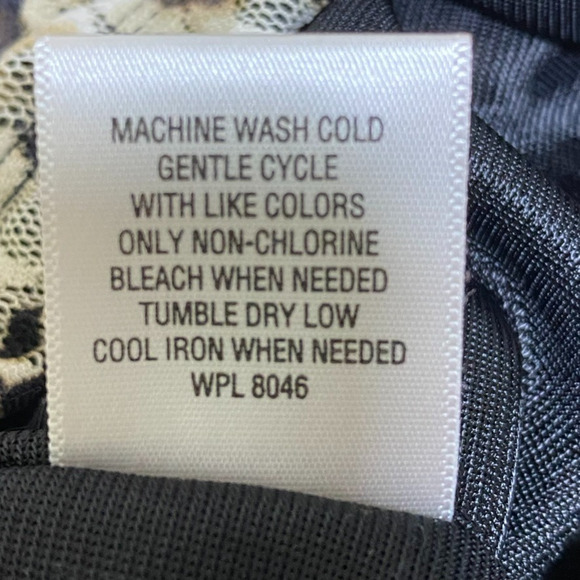 MACHINE WASH COLD
GENTLE CYCLE
WITH LIKE COLORS
ONLY NON-CHLORINE
BLEACH WHEN NEEDED
TUMBLE DRY LOW
COOL IRON WHEN NEEDED
WPL 8046